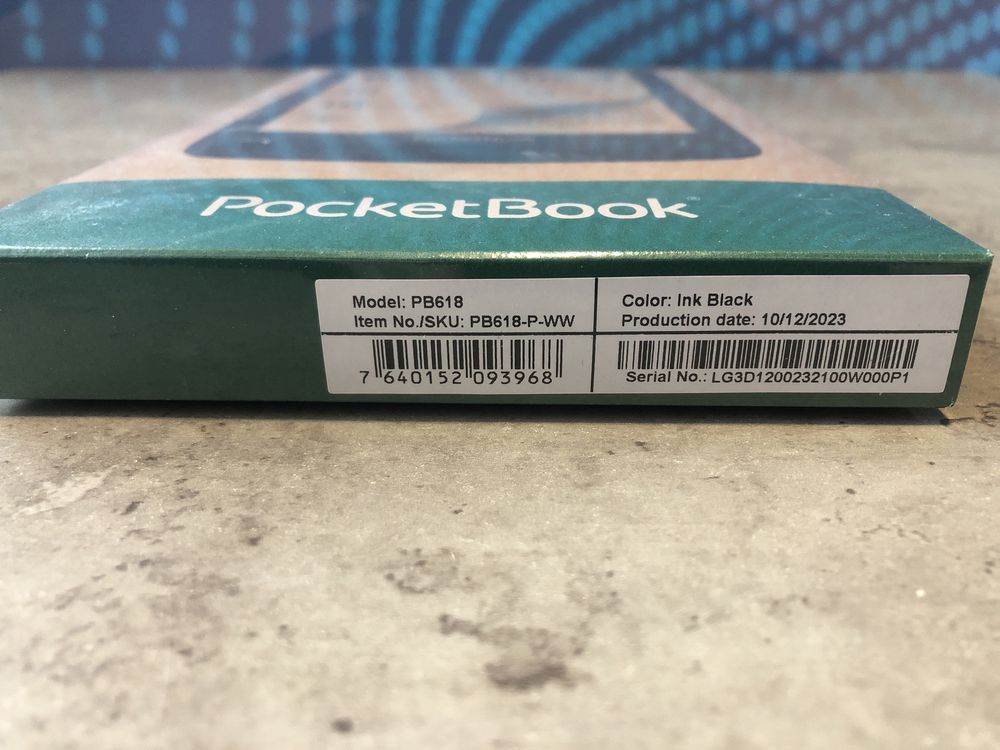 PocketBook
Model: PB618
Item No./SKU: PB618-P-WW
7 640152 093968
Color: Ink Black
Production date: 10/12/2023
Serial No.: LG3D1200232100W000P1